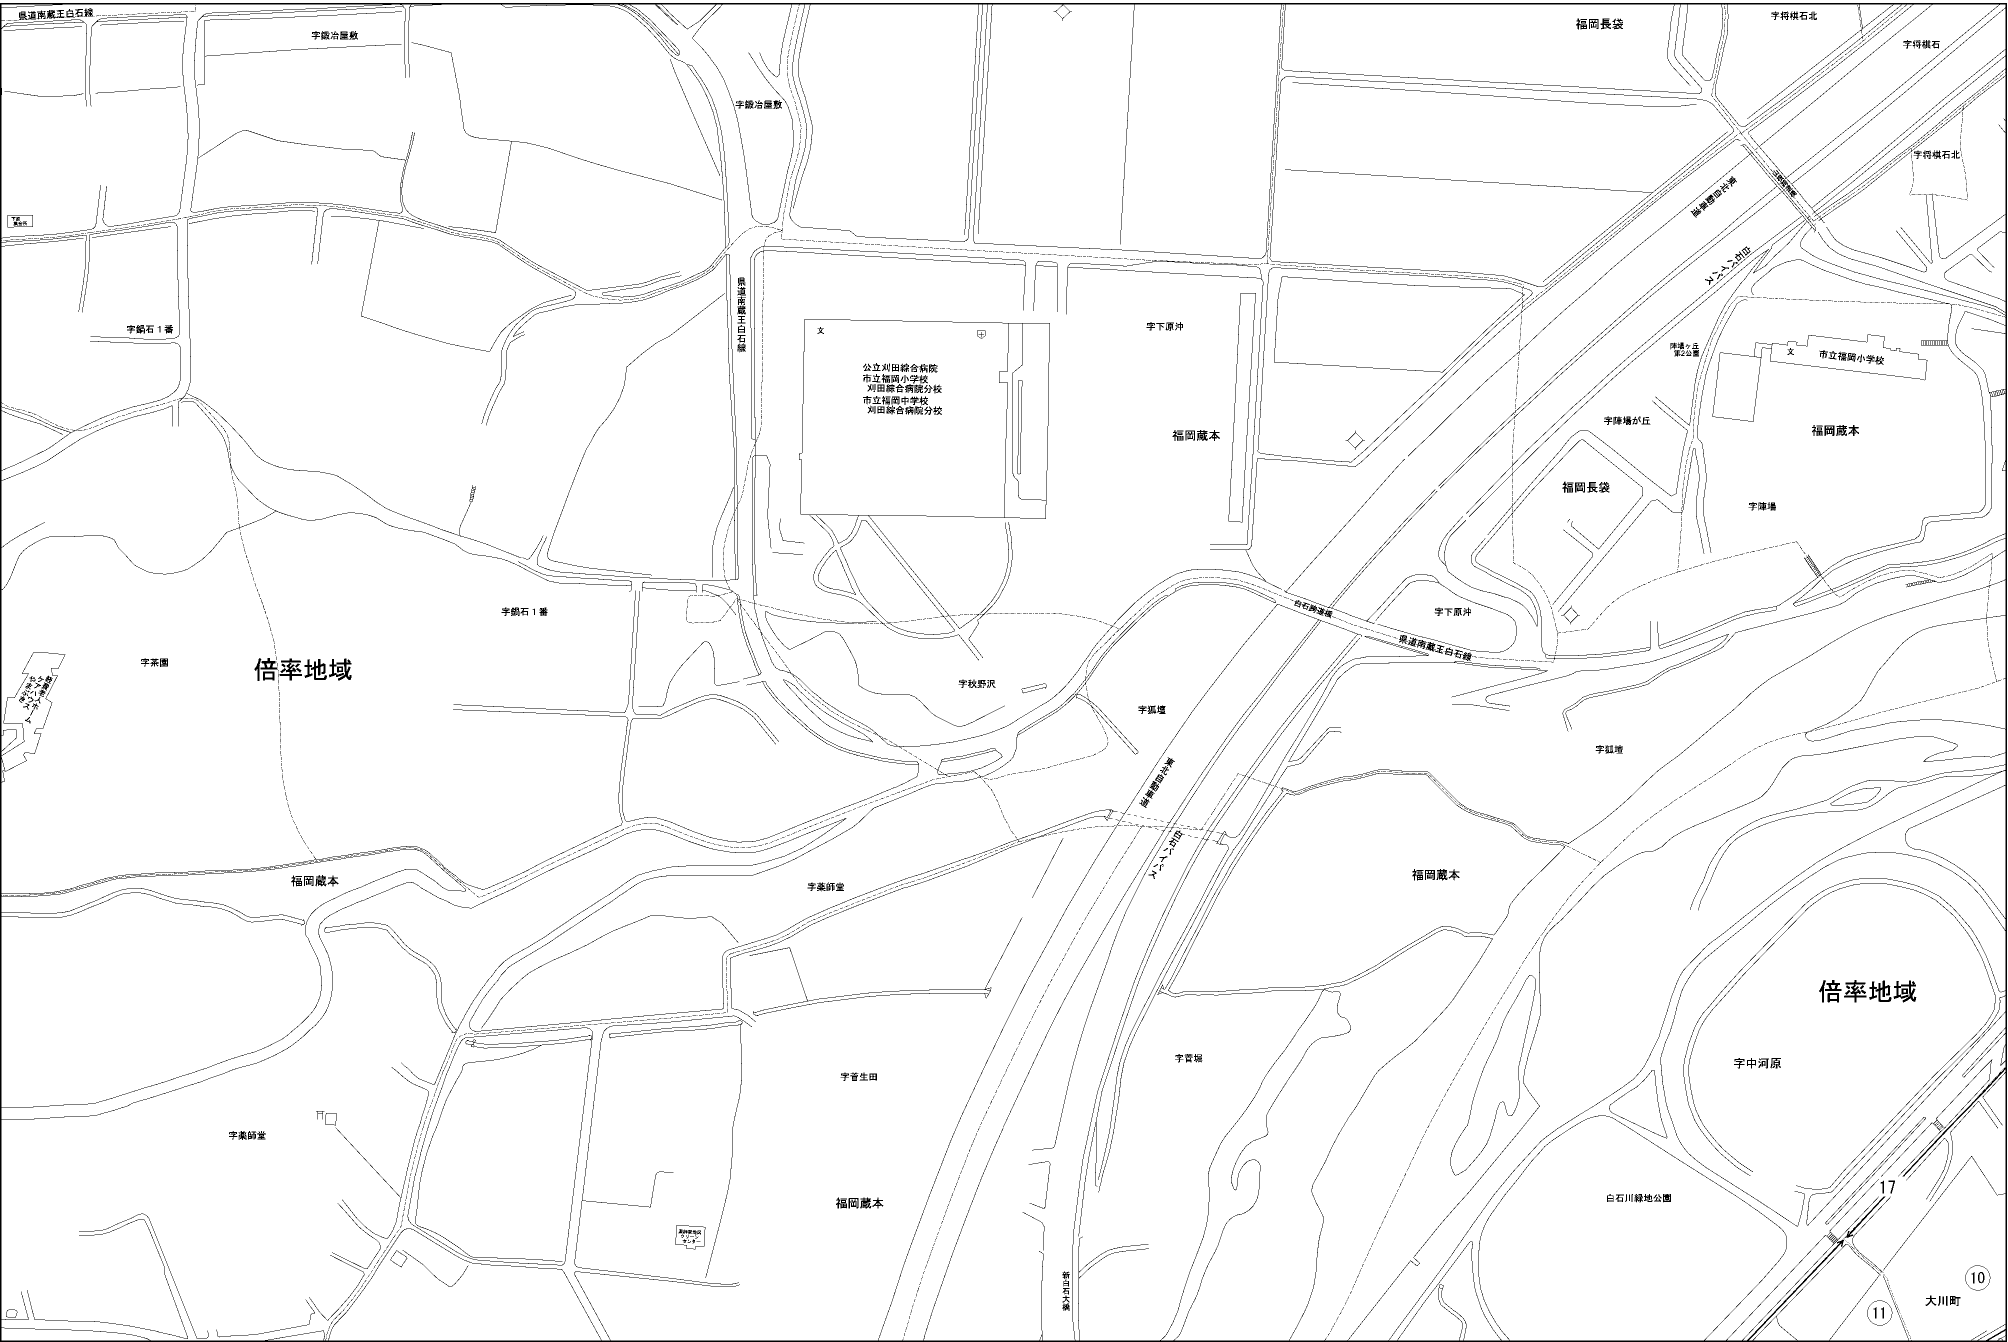 県道南蔵王白石線
字鍛冶屋敷
福岡長袋
字将棋石北
字将棋石
字鍛冶屋敷
字将棋石北
東北自動車道
白石バイパス
県道南蔵王白石線
字鍋石1番
文
字下原沖
公立刈田綜合病院
市立福岡小学校
刈田綜合病院分校
市立福岡中学校
刈田綜合病院分校
陣場ヶ丘
第2公園
文
市立福岡小学校
字陣場が丘
福岡蔵本
福岡蔵本
福岡長袋
字陣場
字鍋石1番
白石跨道橋
字下原沖
県道南蔵王白石線
字茶園
倍率地域
字秋野沢
字狐壇
字狐壇
東北自動車道
白石バイパス
福岡蔵本
字薬師堂
福岡蔵本
倍率地域
字中河原
字菅生田
字菅堀
字薬師堂
福岡蔵本
白石川緑地公園
17
新白石大橋
10
11
大川町